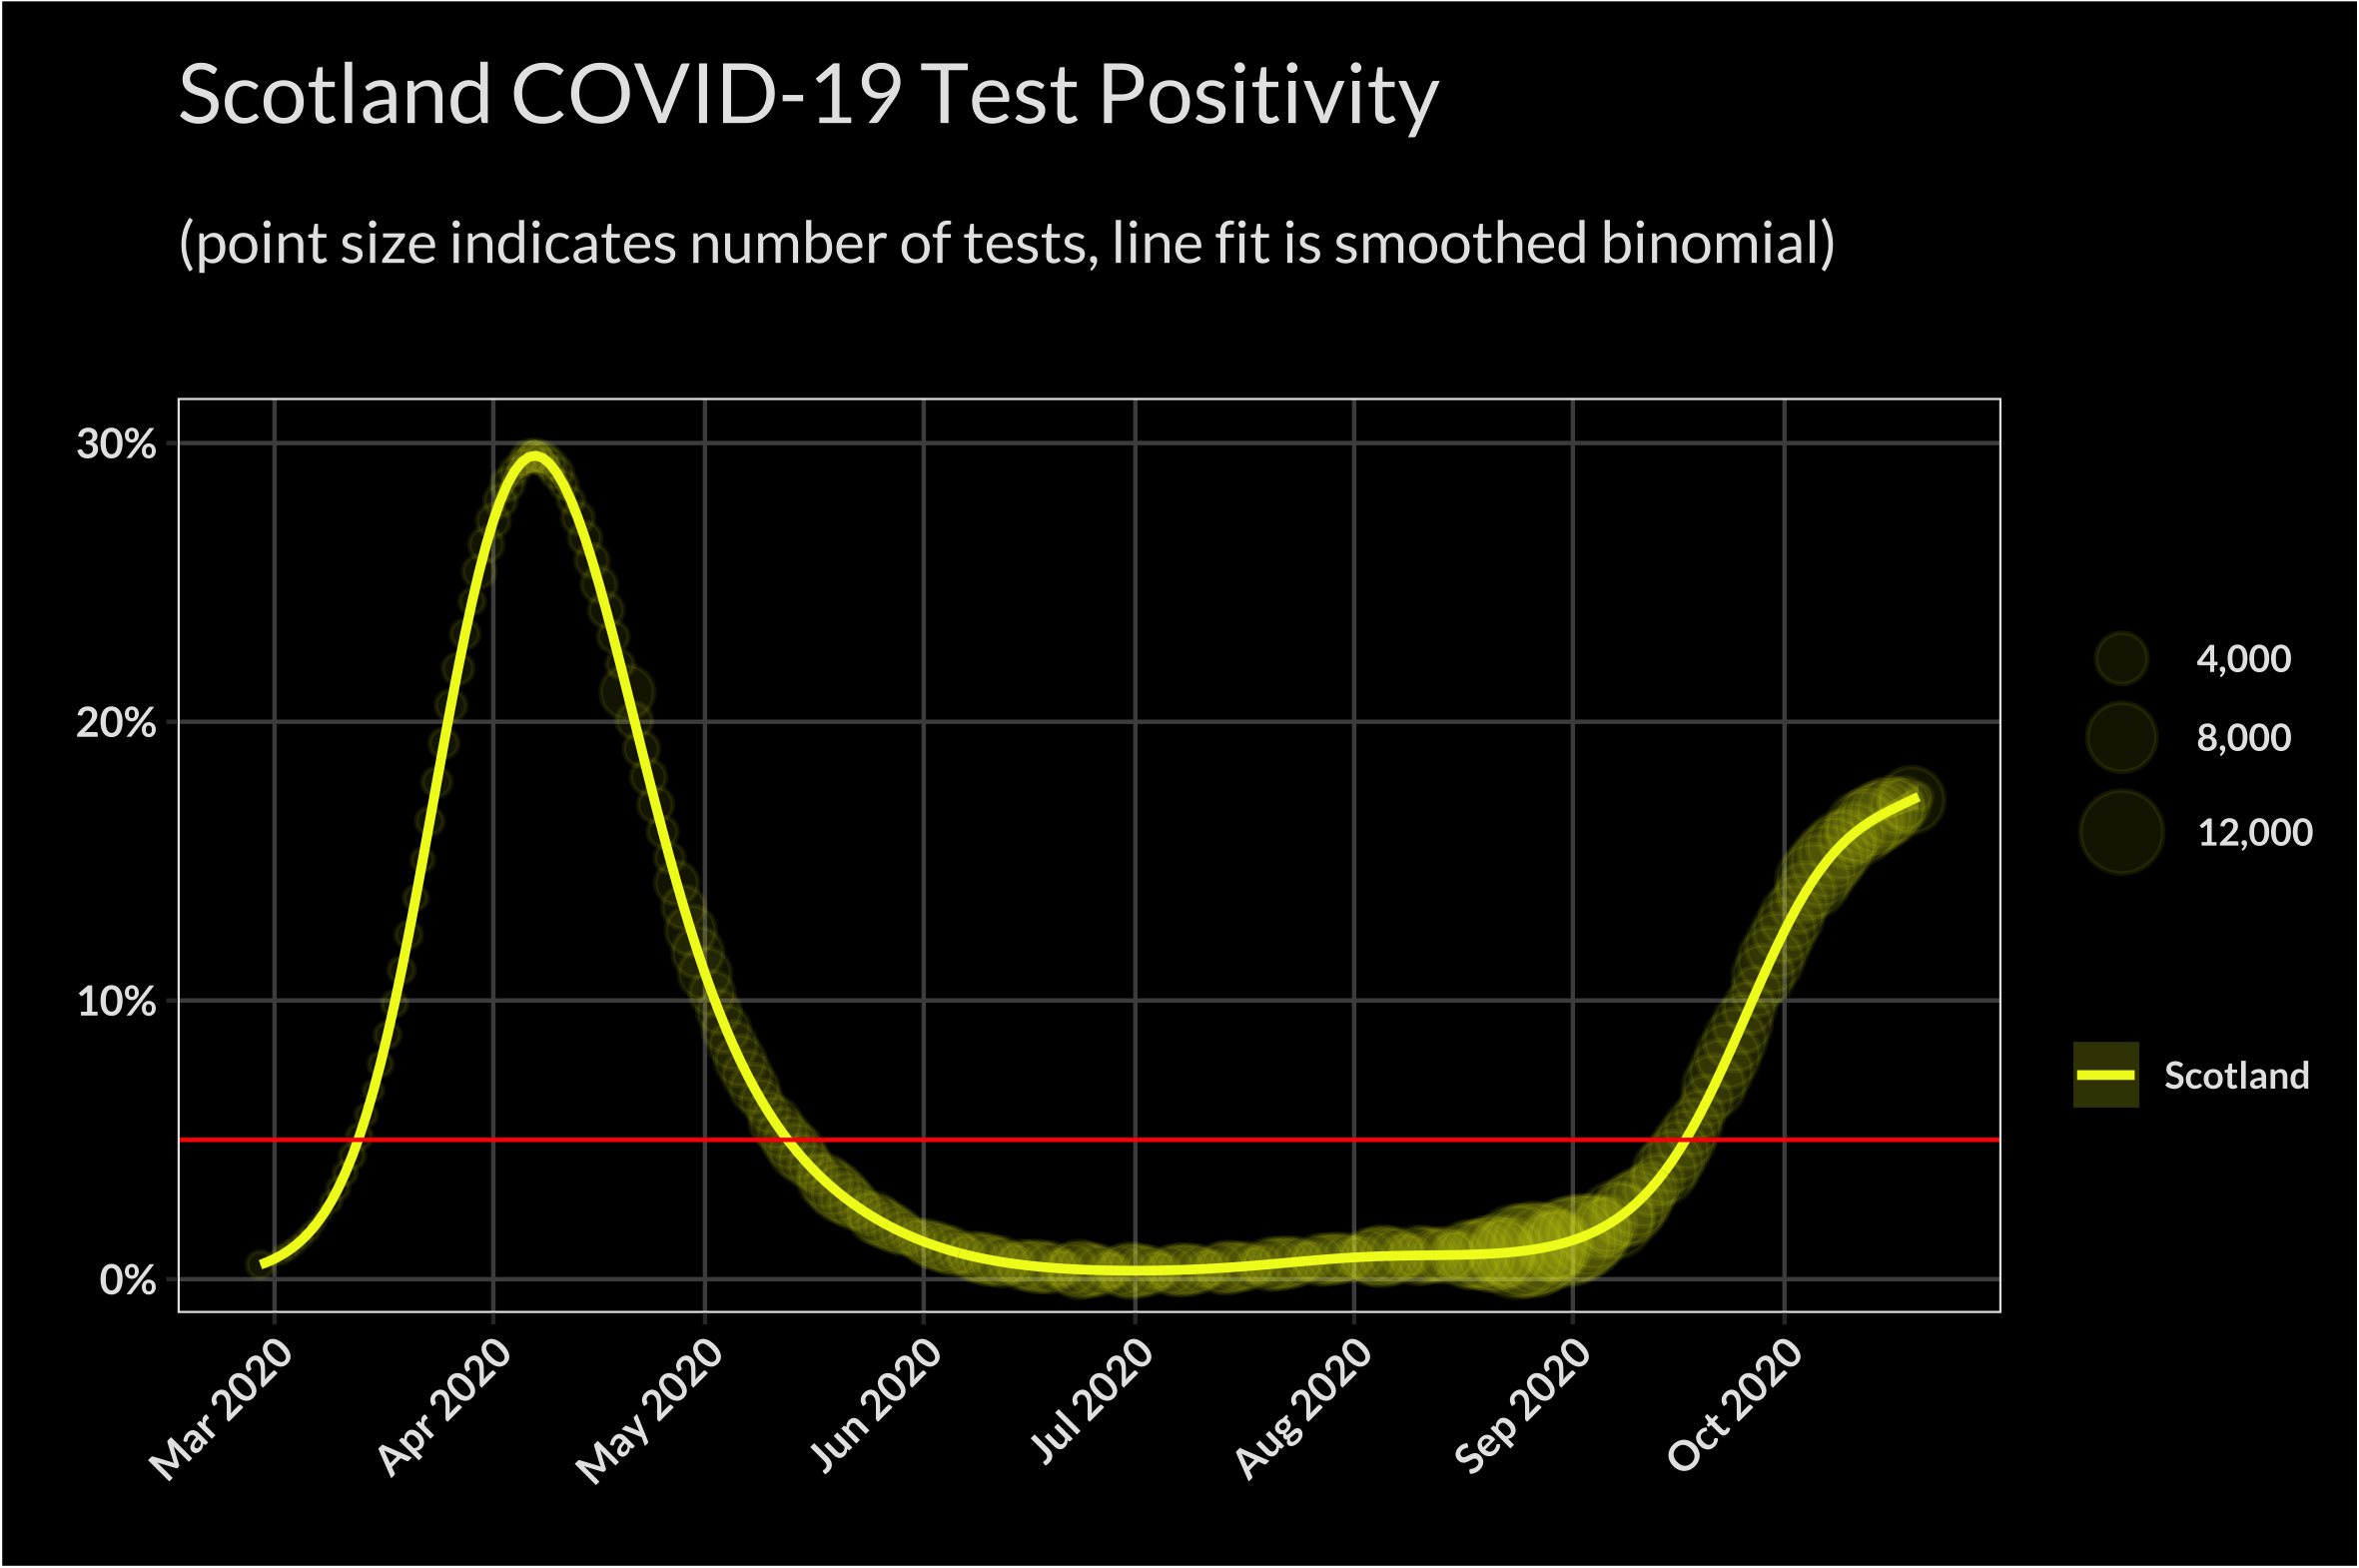 Scotland COVID-19 Test Positivity
(point size indicates number of tests, line fit is smoothed binomial)
30%
20%
10%
0%
Mar 2020
Apr 2020
May 2020
Jun 2020
Jul 2020
Aug 2020
Sep 2020
Oct 2020
4,000
8,000
12,000
Scotland